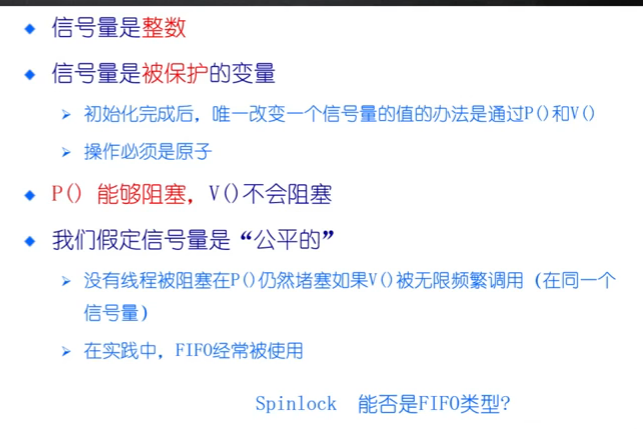 信号量是整数
信号量是被保护的变量
初始化完成后，唯一改变一个信号量的值的办法是通过P()和V()
操作必须是原子
P() 能够阻塞，V()不会阻塞
我们假定信号量是“公平的”
没有线程被阻塞在P()仍然堵塞如果V()被无限频繁调用（在同一个
信号量）
在实践中，FIFO经常被使用
Spinlock 能否是FIFO类型?